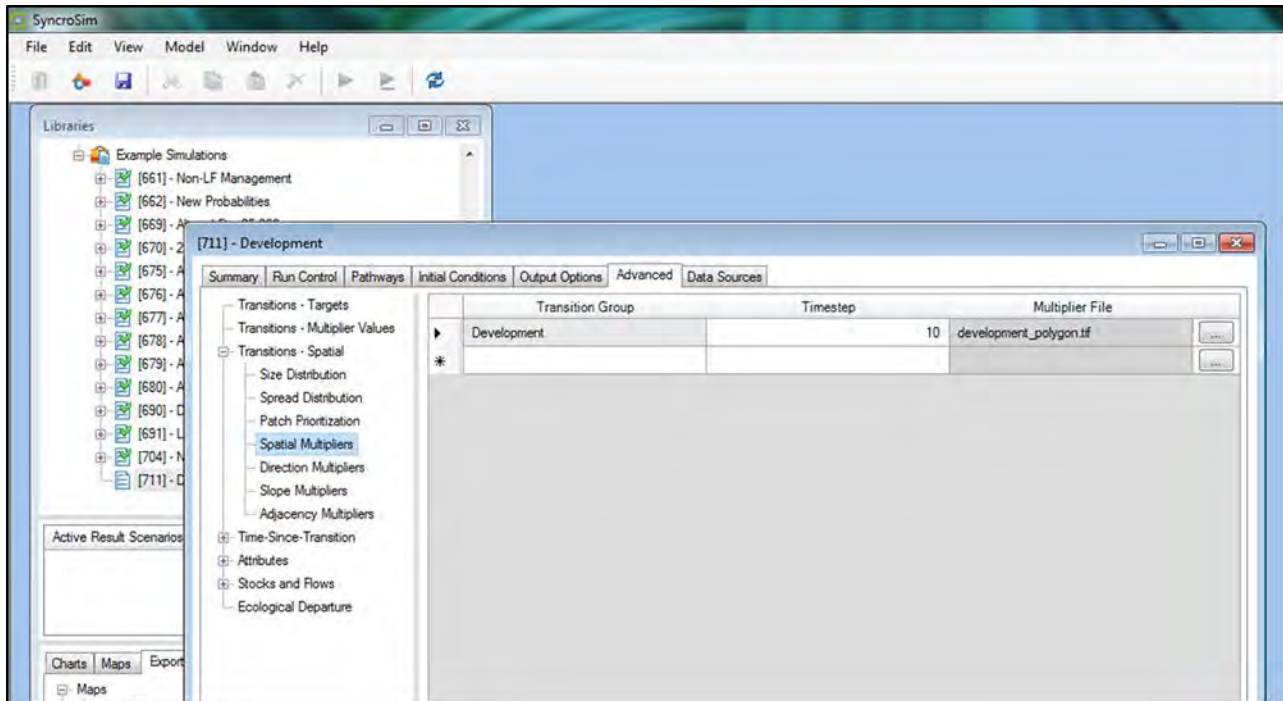 SyncroSim
File Edit View Model Window Help
Libraries
Example Simulations
[661] - Non-LF Management
[662] - New Probabilities
[669] -
[670] - 2
[675] - A
[676] - A
[677] - A
[678] - A
[679] - A
[680] - A
[690] - D
[691] - L
[704] - N
[711] - D
Active Result Scenarios
Charts Maps Export
Maps
[711] - Development
Summary Run Control Pathways Initial Conditions Output Options Advanced Data Sources
Transitions - Targets
Transitions - Multiplier Values
Transitions - Spatial
Size Distribution
Spread Distribution
Patch Prioritization
Spatial Multipliers
Direction Multipliers
Slope Multipliers
Adjacency Multipliers
Time-Since-Transition
Attributes
Stocks and Flows
Ecological Departure
Transition Group Timestep Multiplier File
Development 10 development_polygon.tif ...
...